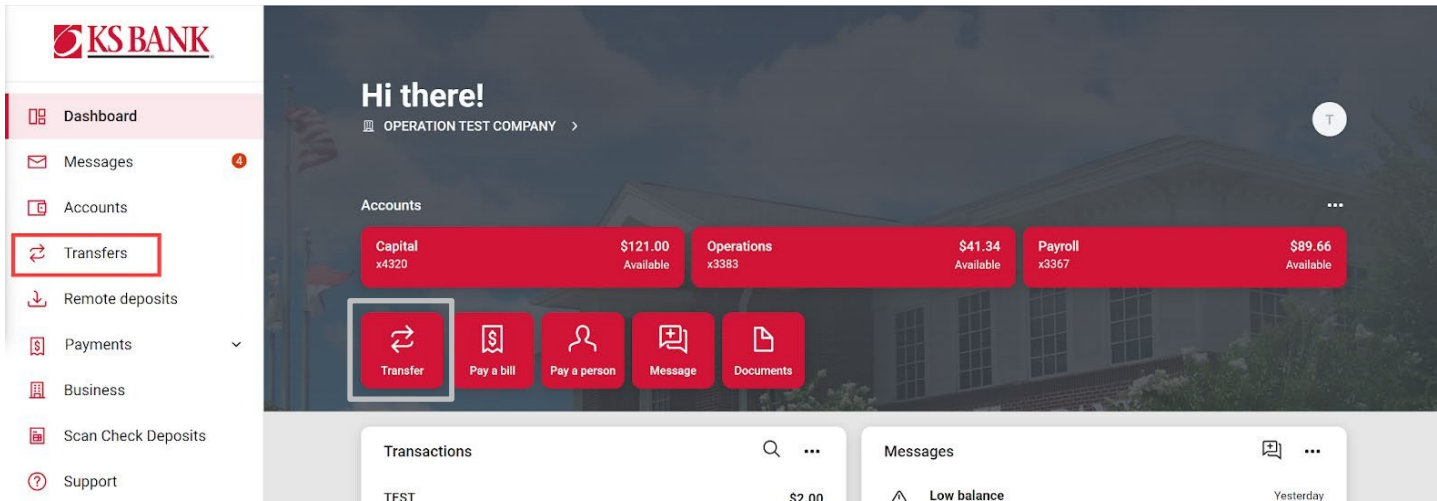 KS BANK
Dashboard
Messages 4
Accounts
Transfers
Remote deposits
Payments
Business
Scan Check Deposits
Support
Hi there!
OPERATION TEST COMPANY >
T
Accounts
Capital $121.00
x4320 Available
Operations $41.34
x3383 Available
Payroll $89.66
x3367 Available
Transfer
Pay a bill
Pay a person
Message
Documents
Transactions
TEST $2.00
Messages
Low balance Yesterday